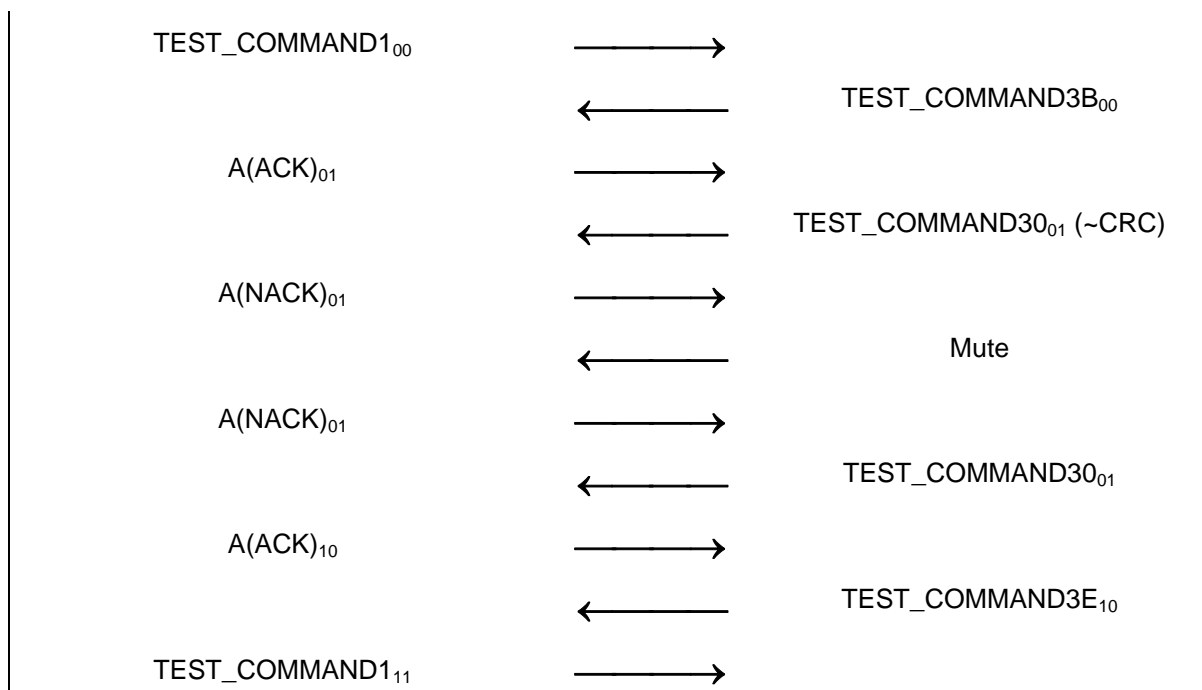 TEST_COMMAND1₀₀
TEST_COMMAND3B₀₀
A(ACK)₀₁
TEST_COMMAND30₀₁ (~CRC)
A(NACK)₀₁
Mute
A(NACK)₀₁
TEST_COMMAND30₀₁
A(ACK)₁₀
TEST_COMMAND3E₁₀
TEST_COMMAND1₁₁